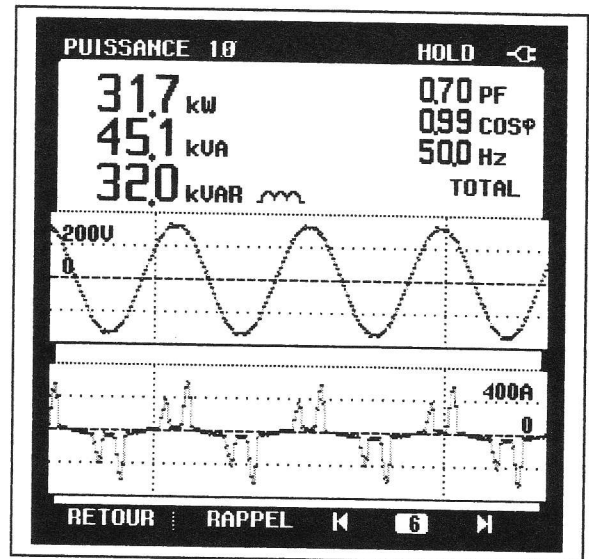 PUISSANCE 1Ø HOLD
31.7 kW 0.70 PF
45.1 kVA 0.99 COSφ
32.0 kVAR 50.0 Hz
TOTAL
200V
0
400A
0
RETOUR RAPPEL 6